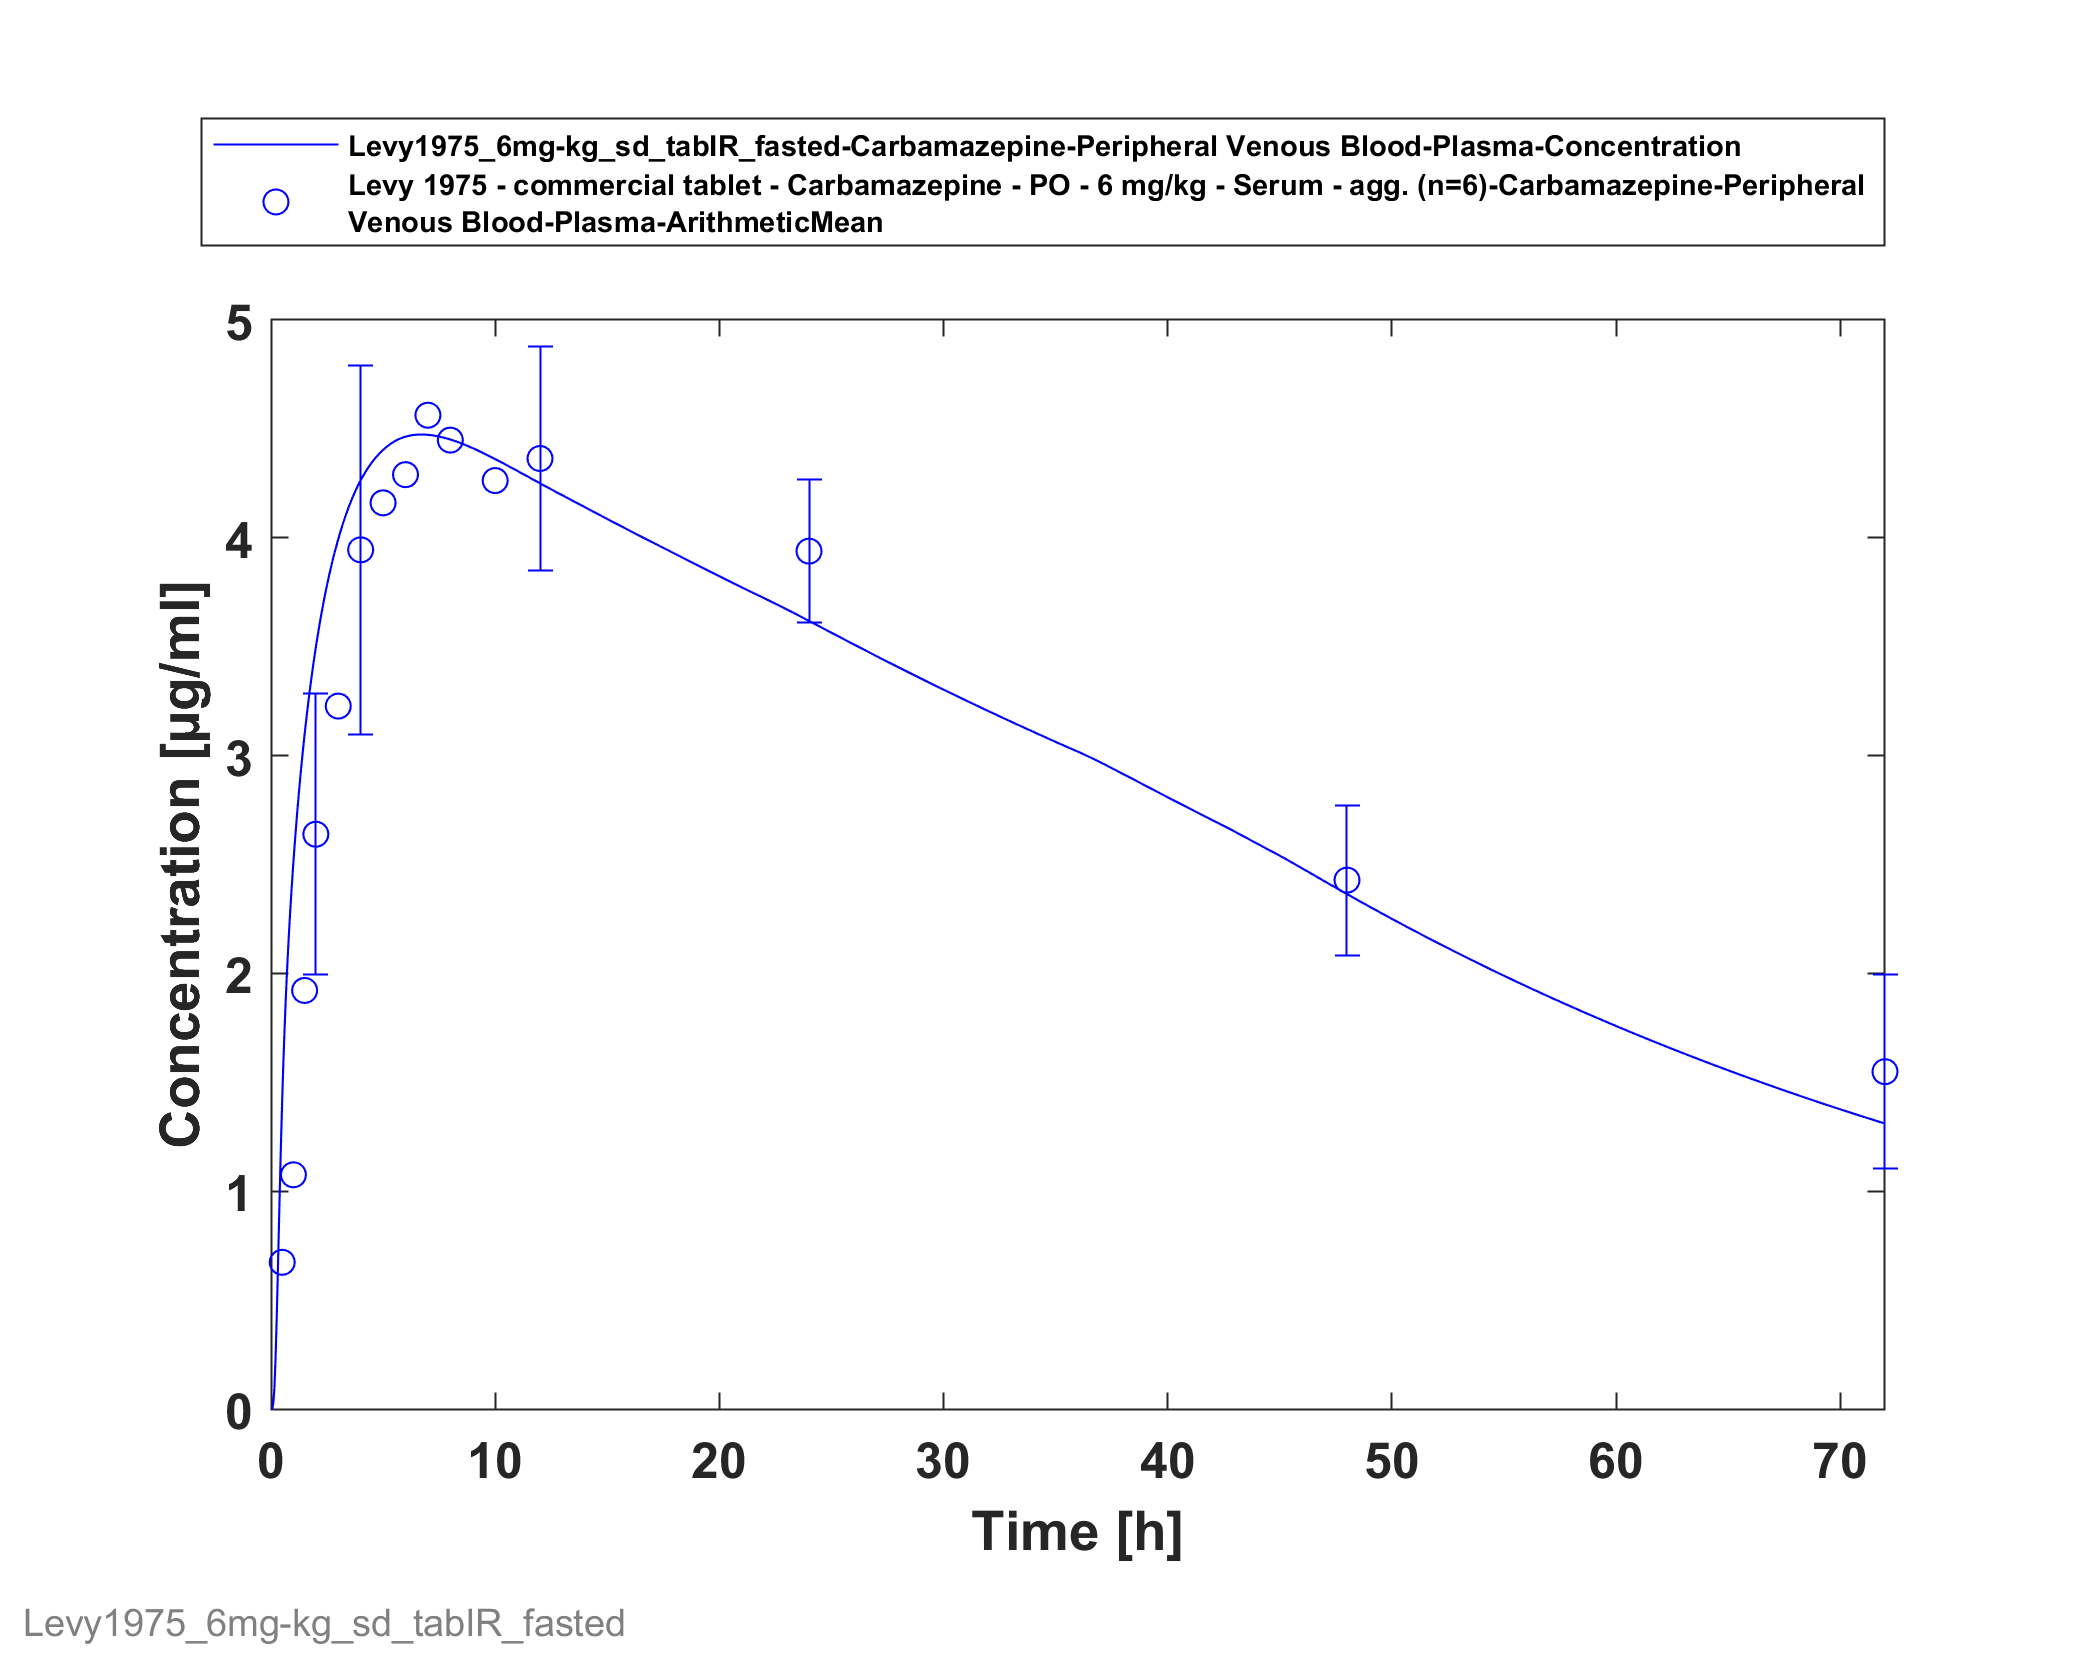 Levy1975_6mg-kg_sd_tabIR_fasted-Carbamazepine-Peripheral Venous Blood-Plasma-Concentration
Levy 1975 - commercial tablet - Carbamazepine - PO - 6 mg/kg - Serum - agg. (n=6)-Carbamazepine-Peripheral
Venous Blood-Plasma-ArithmeticMean
5
4
3
2
1
0
Concentration [µg/ml]
0 10 20 30 40 50 60 70
Time [h]
Levy1975_6mg-kg_sd_tabIR_fasted